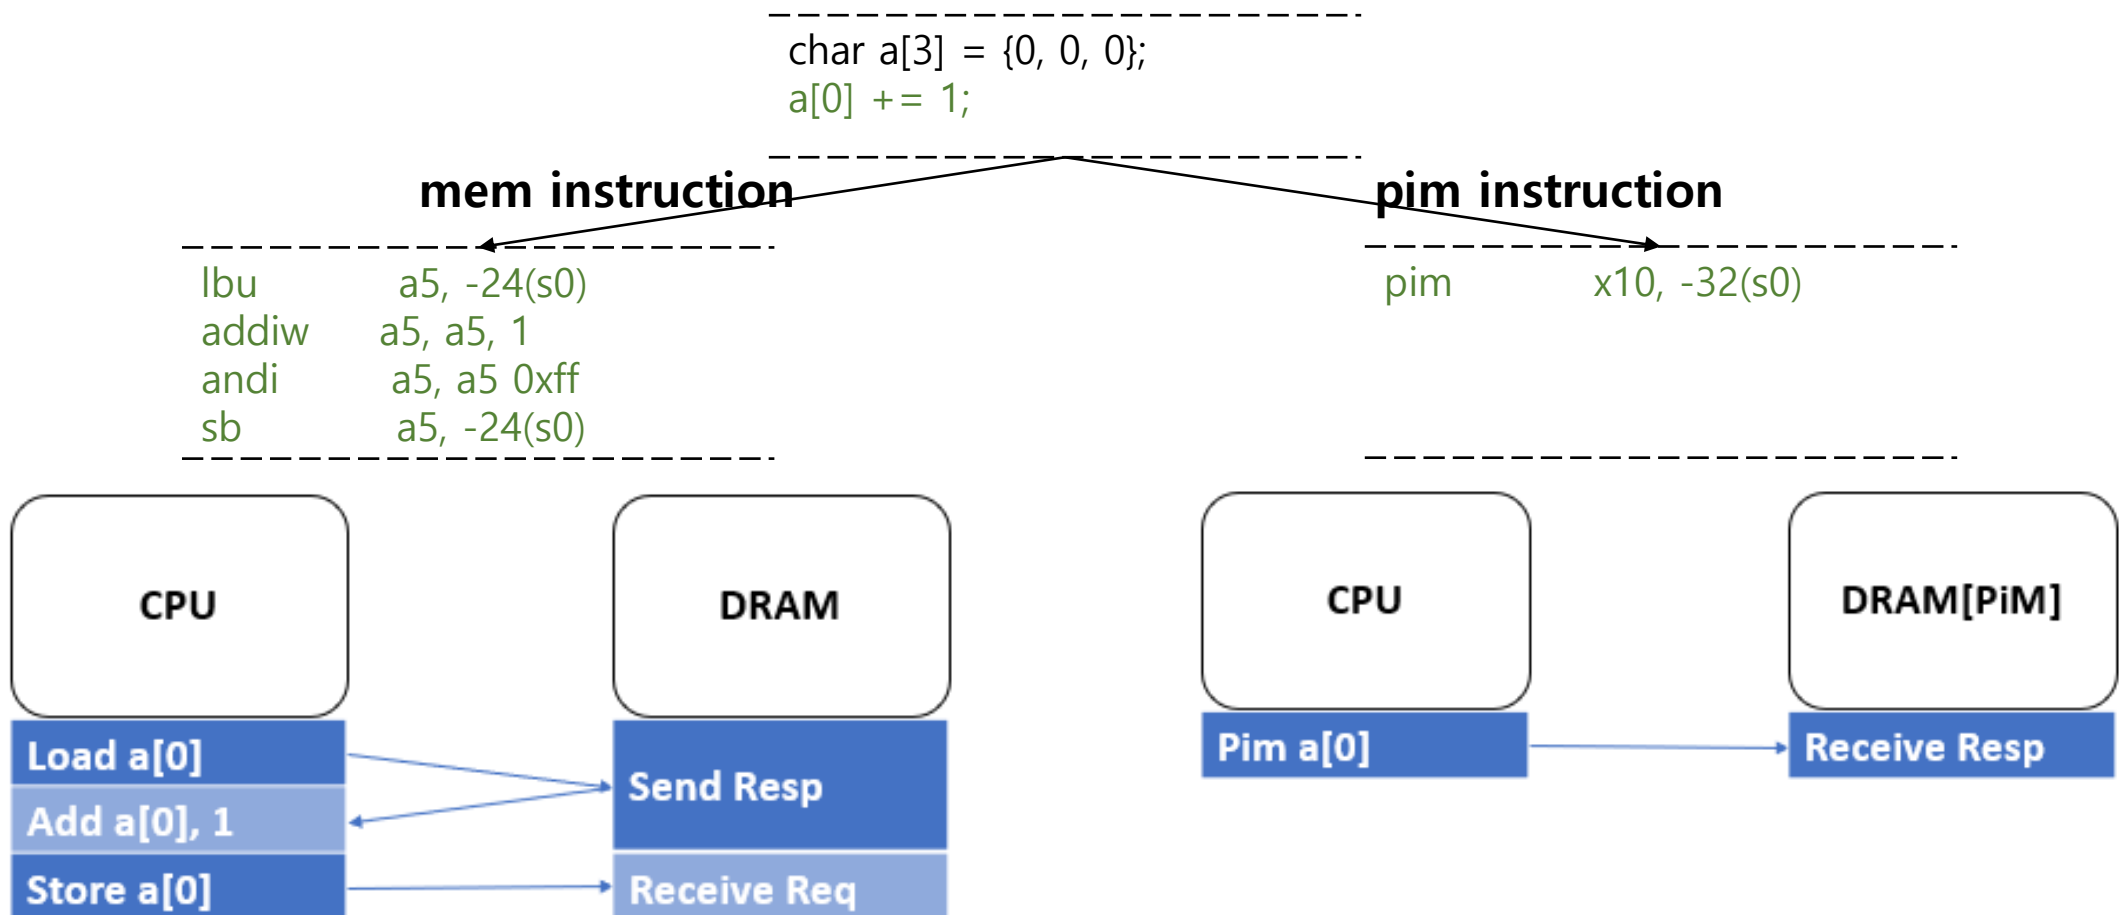 char a[3] = {0, 0, 0};
a[0] += 1;
mem instruction
pim instruction
lbu a5, -24(s0)
addiw a5, a5, 1
andi a5, a5 0xff
sb a5, -24(s0)
pim x10, -32(s0)
CPU
DRAM
Load a[0]
Add a[0], 1
Store a[0]
Send Resp
Receive Req
CPU
DRAM[PiM]
Pim a[0]
Receive Resp